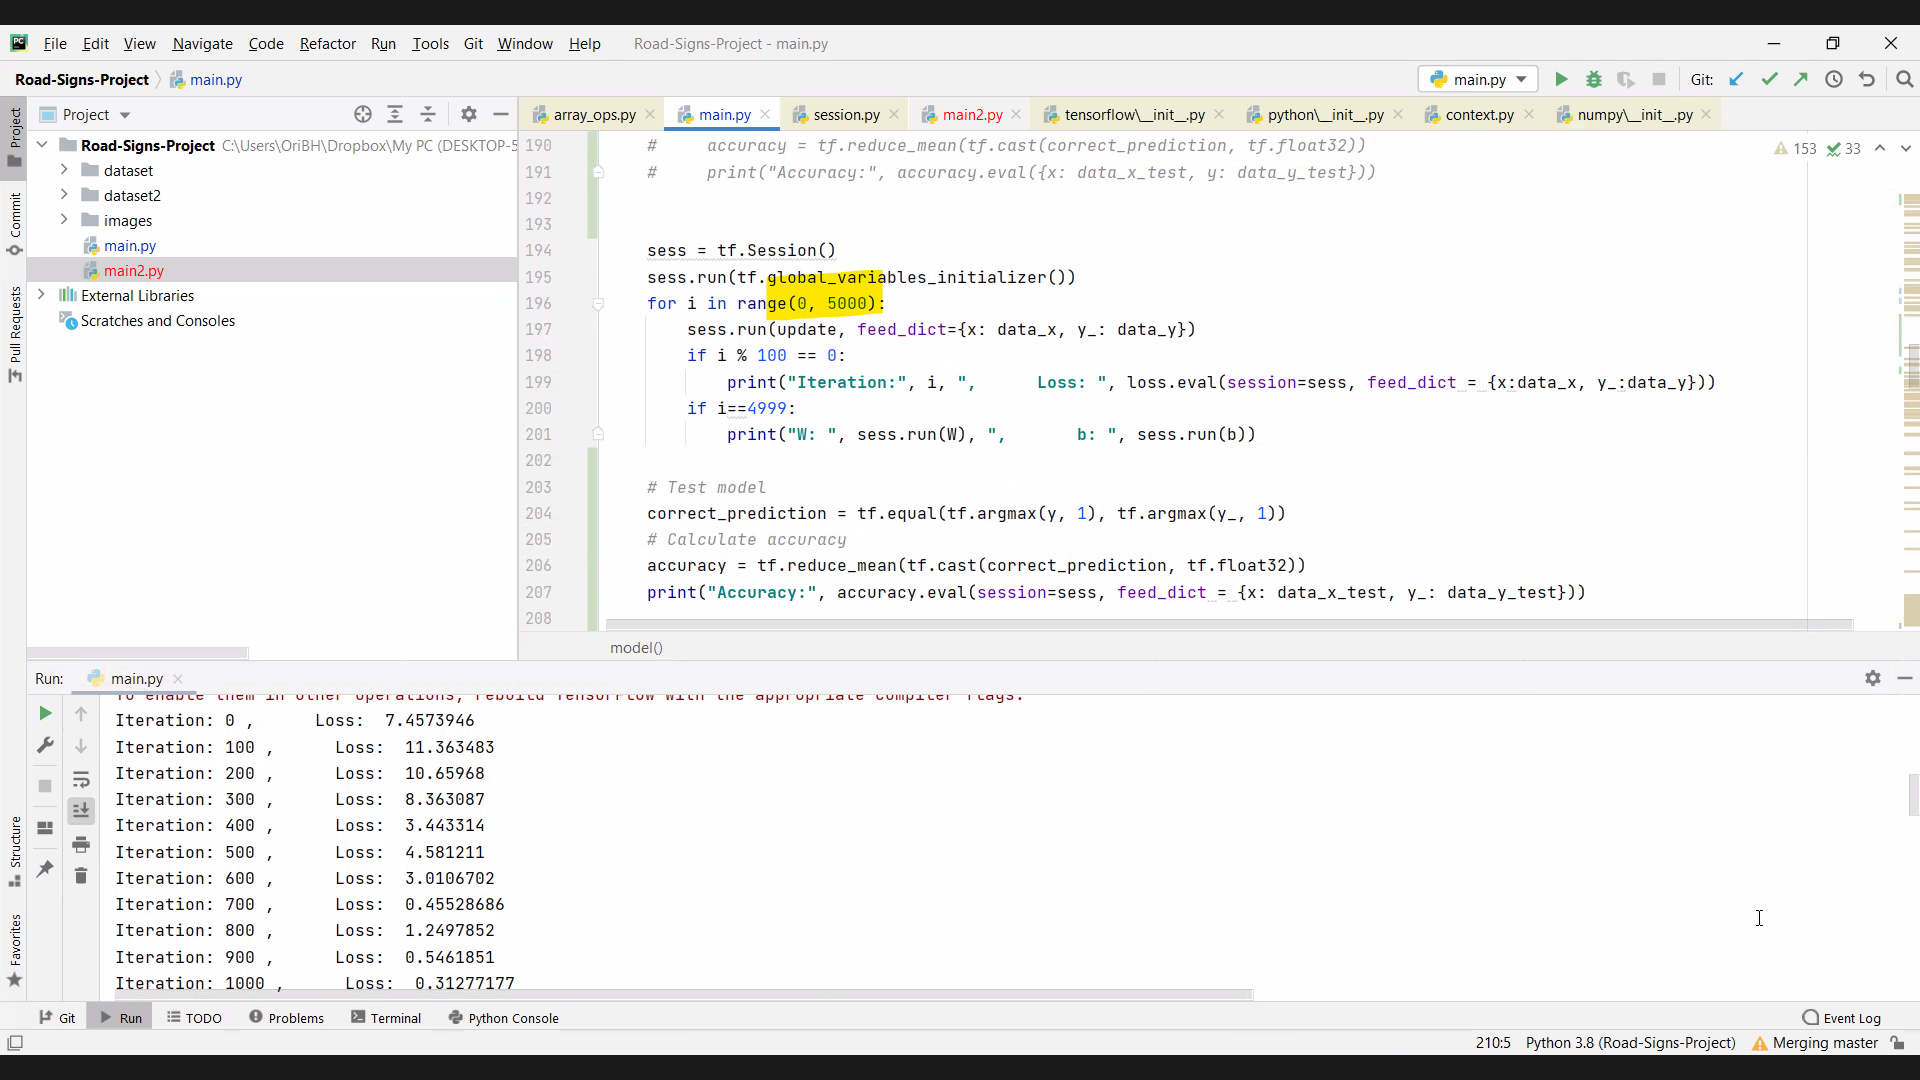 File Edit View Navigate Code Refactor Run Tools Git Window Help Road-Signs-Project - main.py
Road-Signs-Project main.py main.py Git:
Project array_ops.py main.py session.py main2.py tensorflow\__init__.py python\__init__.py context.py numpy\__init__.py
Road-Signs-Project C:\Users\OriBH\Dropbox\My PC (DESKTOP-5
dataset
dataset2
images
main.py
main2.py
External Libraries
Scratches and Consoles
Project
Commit
Pull Requests
Structure
Favorites
153 33
190 # accuracy = tf.reduce_mean(tf.cast(correct_prediction, tf.float32))
191 # print("Accuracy:", accuracy.eval({x: data_x_test, y: data_y_test}))
192
193
194 sess = tf.Session()
195 sess.run(tf.global_variables_initializer())
196 for i in range(0, 5000):
197 sess.run(update, feed_dict={x: data_x, y_: data_y})
198 if i % 100 == 0:
199 print("Iteration:", i, ", Loss: ", loss.eval(session=sess, feed_dict = {x:data_x, y_:data_y}))
200 if i==4999:
201 print("W: ", sess.run(W), ", b: ", sess.run(b))
202
203 # Test model
204 correct_prediction = tf.equal(tf.argmax(y, 1), tf.argmax(y_, 1))
205 # Calculate accuracy
206 accuracy = tf.reduce_mean(tf.cast(correct_prediction, tf.float32))
207 print("Accuracy:", accuracy.eval(session=sess, feed_dict = {x: data_x_test, y_: data_y_test}))
208
model()
Run: main.py
To enable them in other operations, rebuild TensorFlow with the appropriate compiler flags.
Iteration: 0 , Loss: 7.4573946
Iteration: 100 , Loss: 11.363483
Iteration: 200 , Loss: 10.65968
Iteration: 300 , Loss: 8.363087
Iteration: 400 , Loss: 3.443314
Iteration: 500 , Loss: 4.581211
Iteration: 600 , Loss: 3.0106702
Iteration: 700 , Loss: 0.45528686
Iteration: 800 , Loss: 1.2497852
Iteration: 900 , Loss: 0.5461851
Iteration: 1000 , Loss: 0.31277177
Git Run TODO Problems Terminal Python Console Event Log
210:5 Python 3.8 (Road-Signs-Project) Merging master